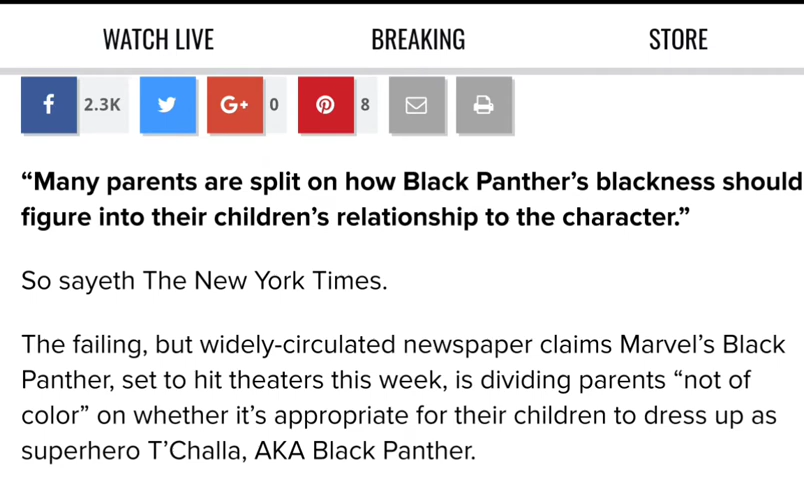 WATCH LIVE BREAKING STORE
f 2.3K G+ 0 8
“Many parents are split on how Black Panther’s blackness should
figure into their children’s relationship to the character.”
So sayeth The New York Times.
The failing, but widely-circulated newspaper claims Marvel’s Black
Panther, set to hit theaters this week, is dividing parents “not of
color” on whether it’s appropriate for their children to dress up as
superhero T’Challa, AKA Black Panther.